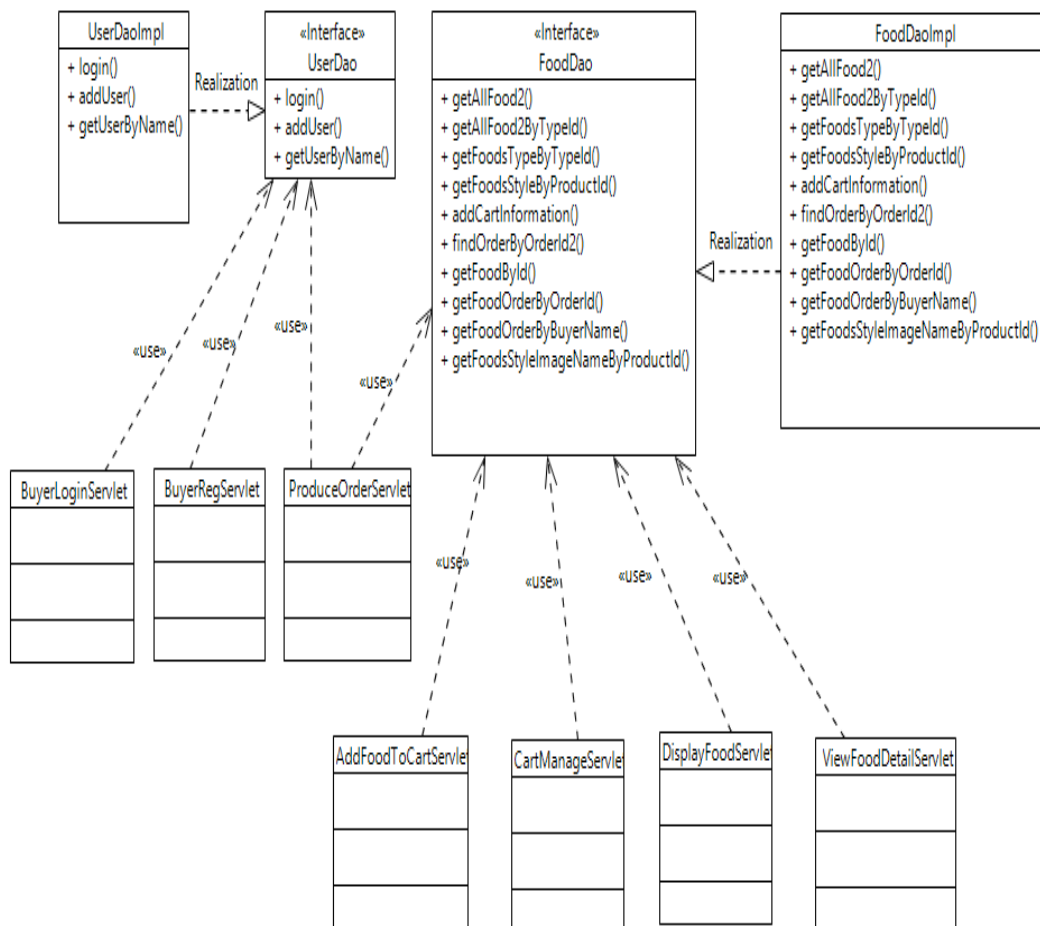 UserDaoImpl
+ login()
+ addUser()
+ getUserByName()
Realization
«Interface»
UserDao
+ login()
+ addUser()
+ getUserByName()
«Interface»
FoodDao
+ getAllFood2()
+ getAllFood2ByTypeId()
+ getFoodsTypeByTypeId()
+ getFoodsStyleByProductId()
+ addCartInformation()
+ findOrderByOrderId2()
+ getFoodById()
+ getFoodOrderByOrderId()
+ getFoodOrderByBuyerName()
+ getFoodsStyleImageNameByProductId()
Realization
FoodDaoImpl
+ getAllFood2()
+ getAllFood2ByTypeId()
+ getFoodsTypeByTypeId()
+ getFoodsStyleByProductId()
+ addCartInformation()
+ findOrderByOrderId2()
+ getFoodById()
+ getFoodOrderByOrderId()
+ getFoodOrderByBuyerName()
+ getFoodsStyleImageNameByProductId()
«use»
«use»
«use»
«use»
BuyerLoginServlet
BuyerRegServlet
ProduceOrderServlet
«use»
«use»
«use»
«use»
AddFoodToCartServlet
CartManageServlet
DisplayFoodServlet
ViewFoodDetailServlet